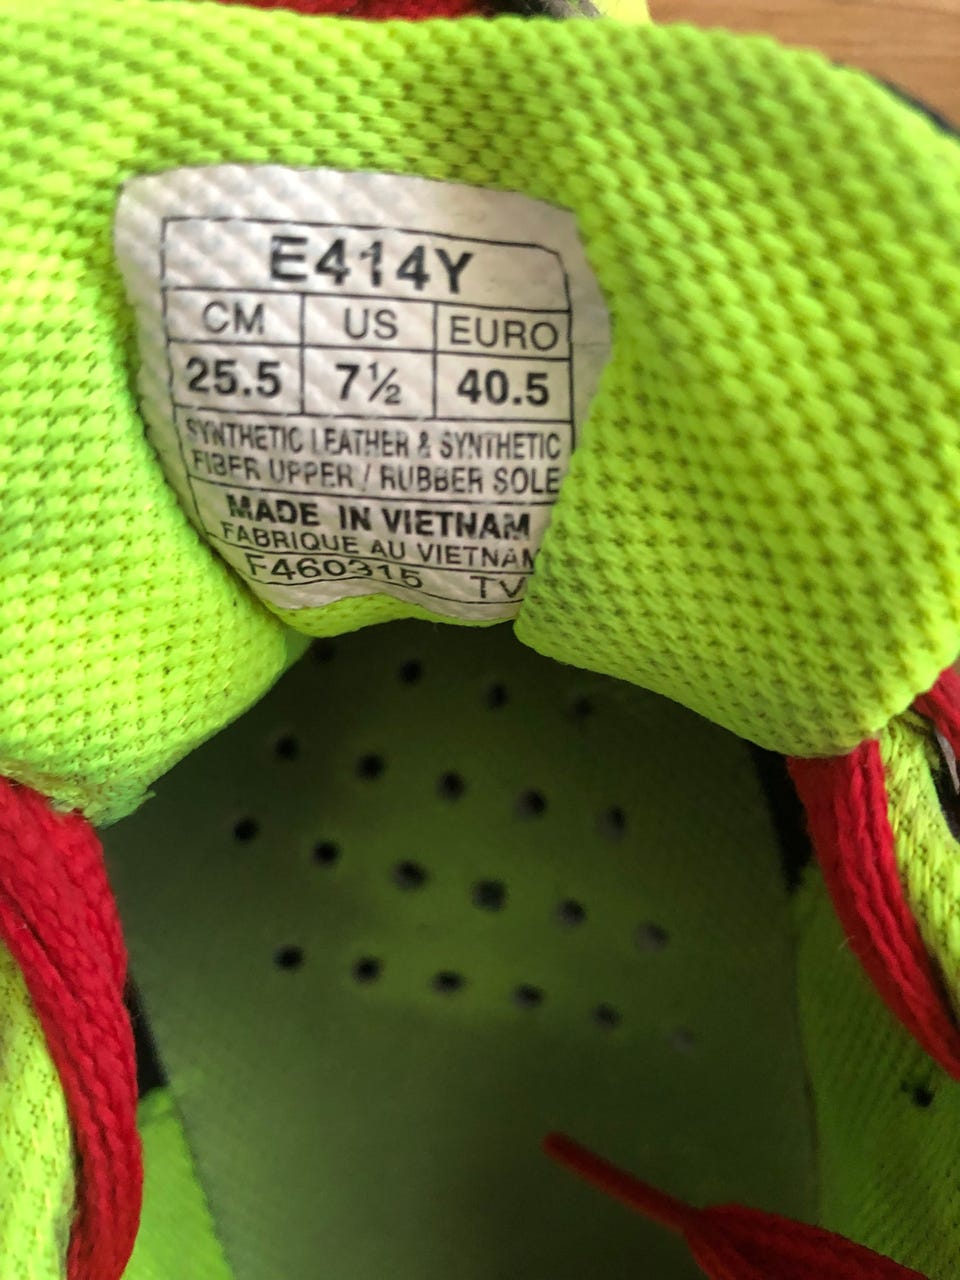 E414Y
CM US EURO
25.5 7½ 40.5
SYNTHETIC LEATHER & SYNTHETIC
FIBER UPPER / RUBBER SOLE
MADE IN VIETNAM
FABRIQUE AU VIETNAM
F460315 TV